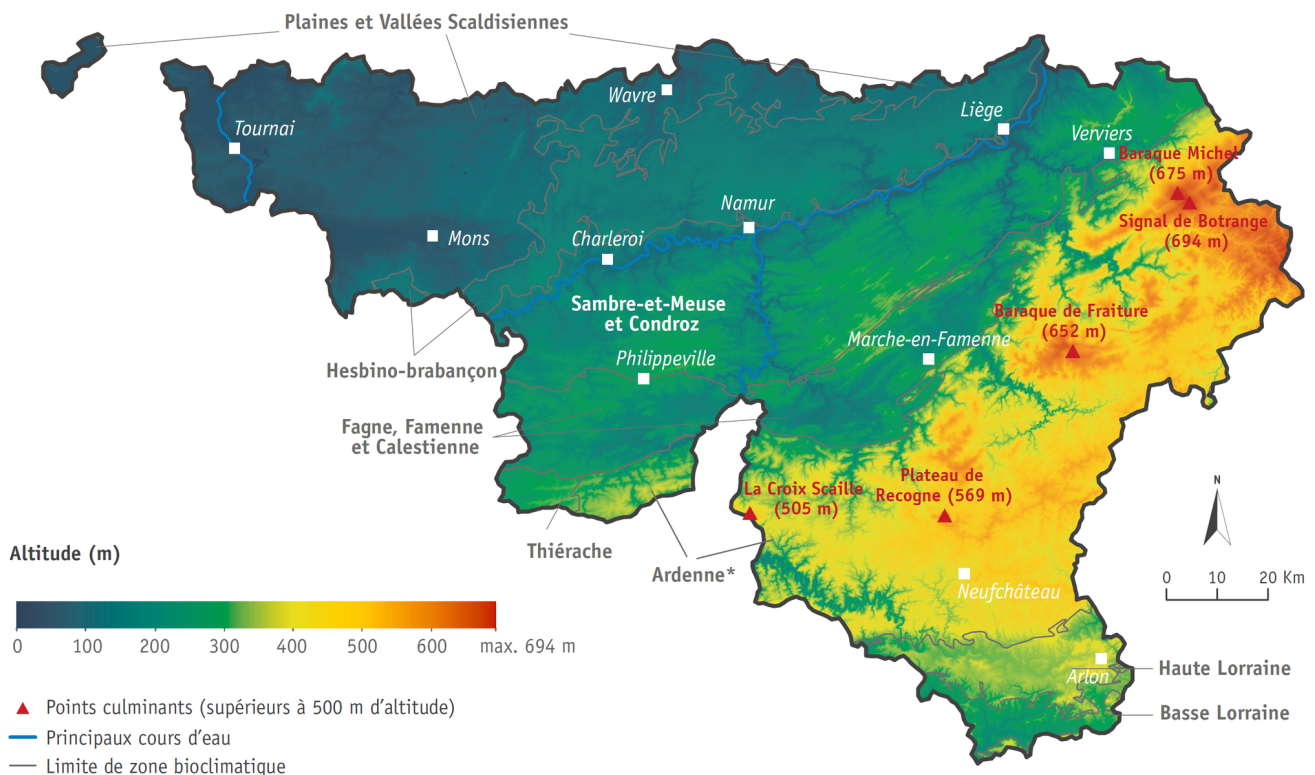 Plaines et Vallées Scaldisiennes
Wavre
Liège
Tournai
Verviers
Baraque Michel
(675 m)
Namur
Signal de Botrange
(694 m)
Mons
Charleroi
Sambre-et-Meuse
et Condroz
Baraque de Fraiture
(652 m)
Marche-en-Famenne
Philippeville
Hesbino-brabançon
Fagne, Famenne
et Calestienne
La Croix Scaille
(505 m)
Plateau de
Recogne (569 m)
N
Thiérache
Altitude (m)
Ardenne*
0 10 20 Km
Neufchâteau
0 100 200 300 400 500 600 max. 694 m
Arlon
Haute Lorraine
Basse Lorraine
Points culminants (supérieurs à 500 m d'altitude)
Principaux cours d'eau
Limite de zone bioclimatique